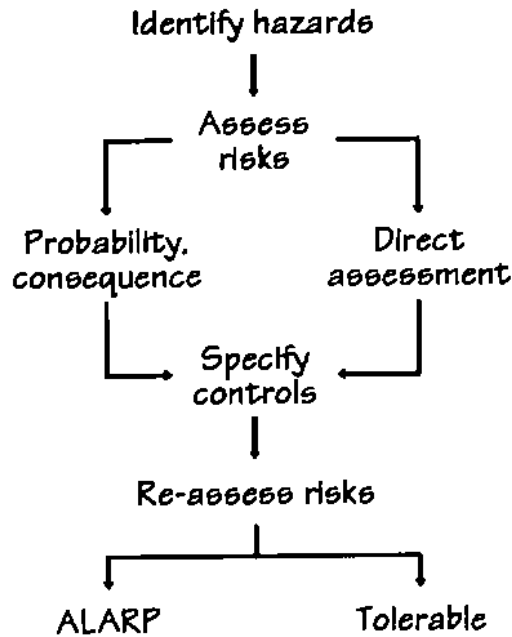 Identify hazards
Assess
risks
Probability,
consequence
Direct
assessment
Specify
controls
Re-assess risks
ALARP
Tolerable